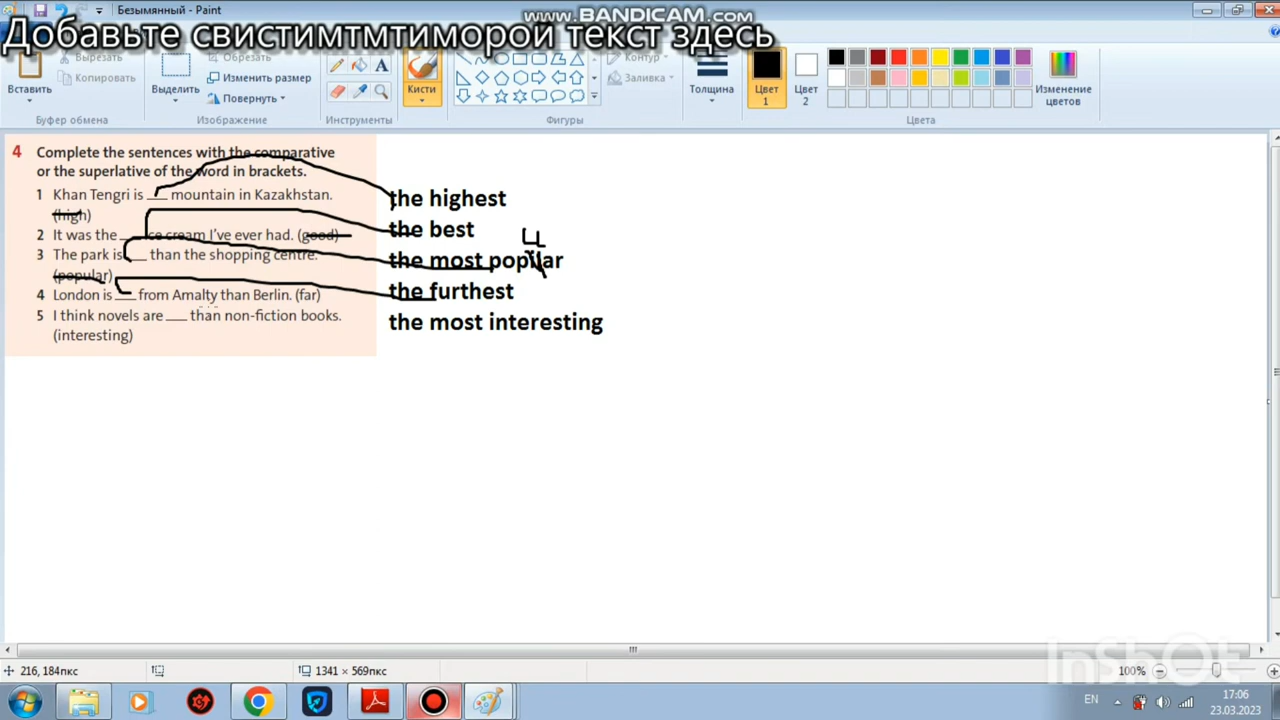 Безымянный - Paint
www.BANDICAM.com
Добавьте свистимтмтиморои текст здесь
Вставить
Вырезать
Копировать
Буфер обмена
Выделить
Обрезать
Изменить размер
Повернуть
Изображение
Инструменты
Кисти
Контур
Заливка
Фигуры
Толщина
Цвет 1
Цвет 2
Изменение цветов
Цвета
4 Complete the sentences with the comparative
or the superlative of the word in brackets.
1 Khan Tengri is ___ mountain in Kazakhstan.
(high)
2 It was the ___ ice cream I've ever had. (good)
3 The park is ___ than the shopping centre.
(popular)
4 London is ___ from Amalty than Berlin. (far)
5 I think novels are ___ than non-fiction books.
(interesting)
the highest
the best
the most popular
the furthest
the most interesting
216, 184пкс
1341 × 569пкс
100%
InShOt
EN
17:06
23.03.2023